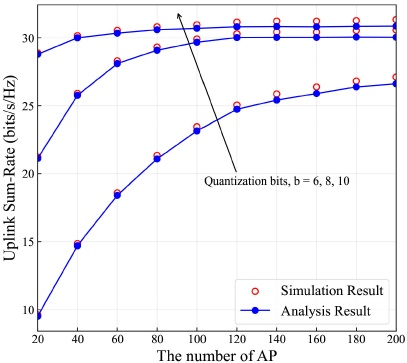 30
25
20
15
10
Uplink Sum-Rate (bits/s/Hz)
Quantization bits, b = 6, 8, 10
Simulation Result
Analysis Result
20 40 60 80 100 120 140 160 180 200
The number of AP